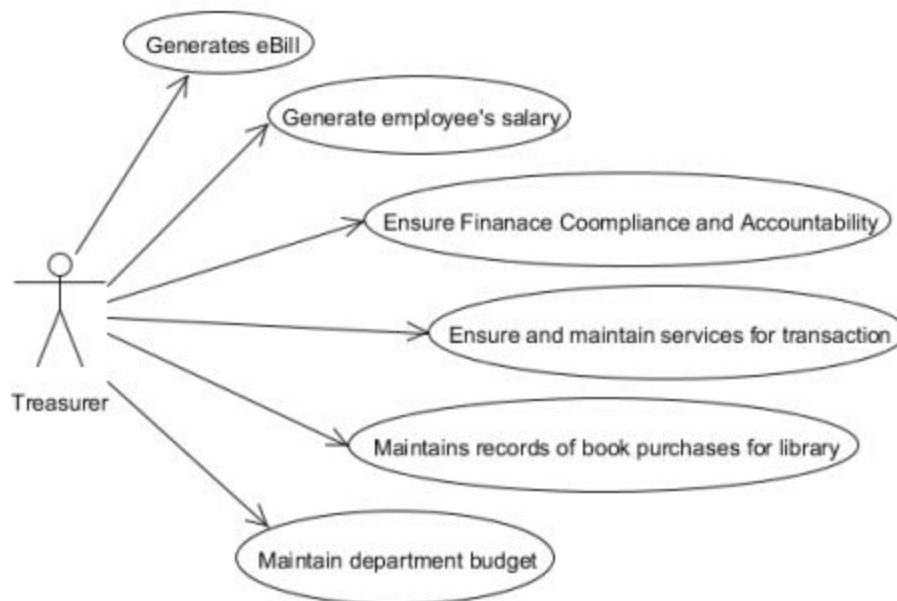 Generates eBill
Generate employee's salary
Ensure Finanace Coompliance and Accountability
Ensure and maintain services for transaction
Treasurer
Maintains records of book purchases for library
Maintain department budget